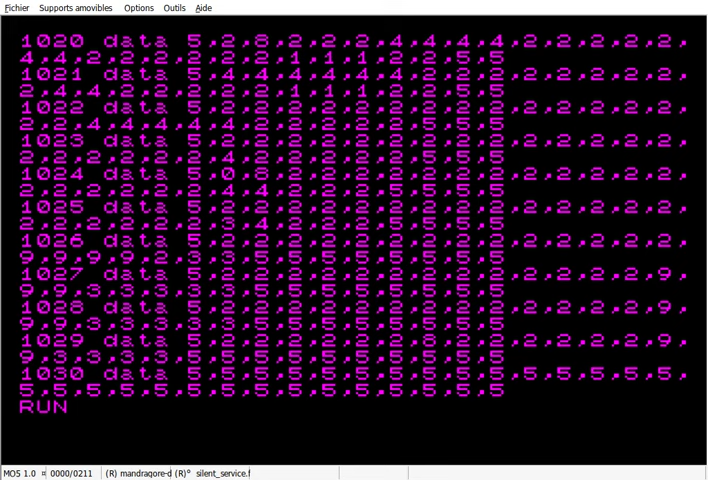 Fichier Supports amovibles Options Outils Aide
1020 data 5,2,8,2,2,2,4,4,4,4,2,2,2,2,2,
4,4,2,2,2,2,2,2,1,1,1,2,2,5,5
1021 data 5,4,4,4,4,4,4,2,2,2,2,2,2,2,2,
2,4,4,2,2,2,2,2,1,1,1,2,2,5,5
1022 data 5,2,2,2,2,2,2,2,2,2,2,2,2,2,2,
2,2,4,4,4,4,4,2,2,2,2,2,5,5,5
1023 data 5,2,2,2,2,2,2,2,2,2,2,2,2,2,2,
2,2,2,2,2,2,4,2,2,2,2,2,5,5,5
1024 data 5,0,8,2,2,2,2,2,2,2,2,2,2,2,2,
2,2,2,2,2,2,4,4,2,2,2,5,5,5,5
1025 data 5,2,2,2,2,2,2,2,2,2,2,2,2,2,2,
2,2,2,2,2,2,3,4,2,2,2,5,5,5,5
1026 data 5,2,2,2,2,2,2,2,2,2,2,2,2,2,2,
9,9,9,9,2,3,3,5,5,5,5,5,5,5,5
1027 data 5,2,2,2,2,2,2,2,2,2,2,2,2,2,9,
9,9,3,3,3,3,3,5,5,5,5,5,5,5,5
1028 data 5,2,2,2,2,2,2,2,2,2,2,2,2,2,9,
9,9,3,3,3,3,3,5,5,5,5,5,5,5,5
1029 data 5,2,2,2,2,2,2,8,2,2,2,2,2,2,9,
9,3,3,3,3,5,5,5,5,5,5,5,5,5,5
1030 data 5,5,5,5,5,5,5,5,5,5,5,5,5,5,5,
5,5,5,5,5,5,5,5,5,5,5,5,5,5,5
RUN
MO5 1.0 ¤ 0000/0211 (R) mandragore-d (R)° silent_service.f